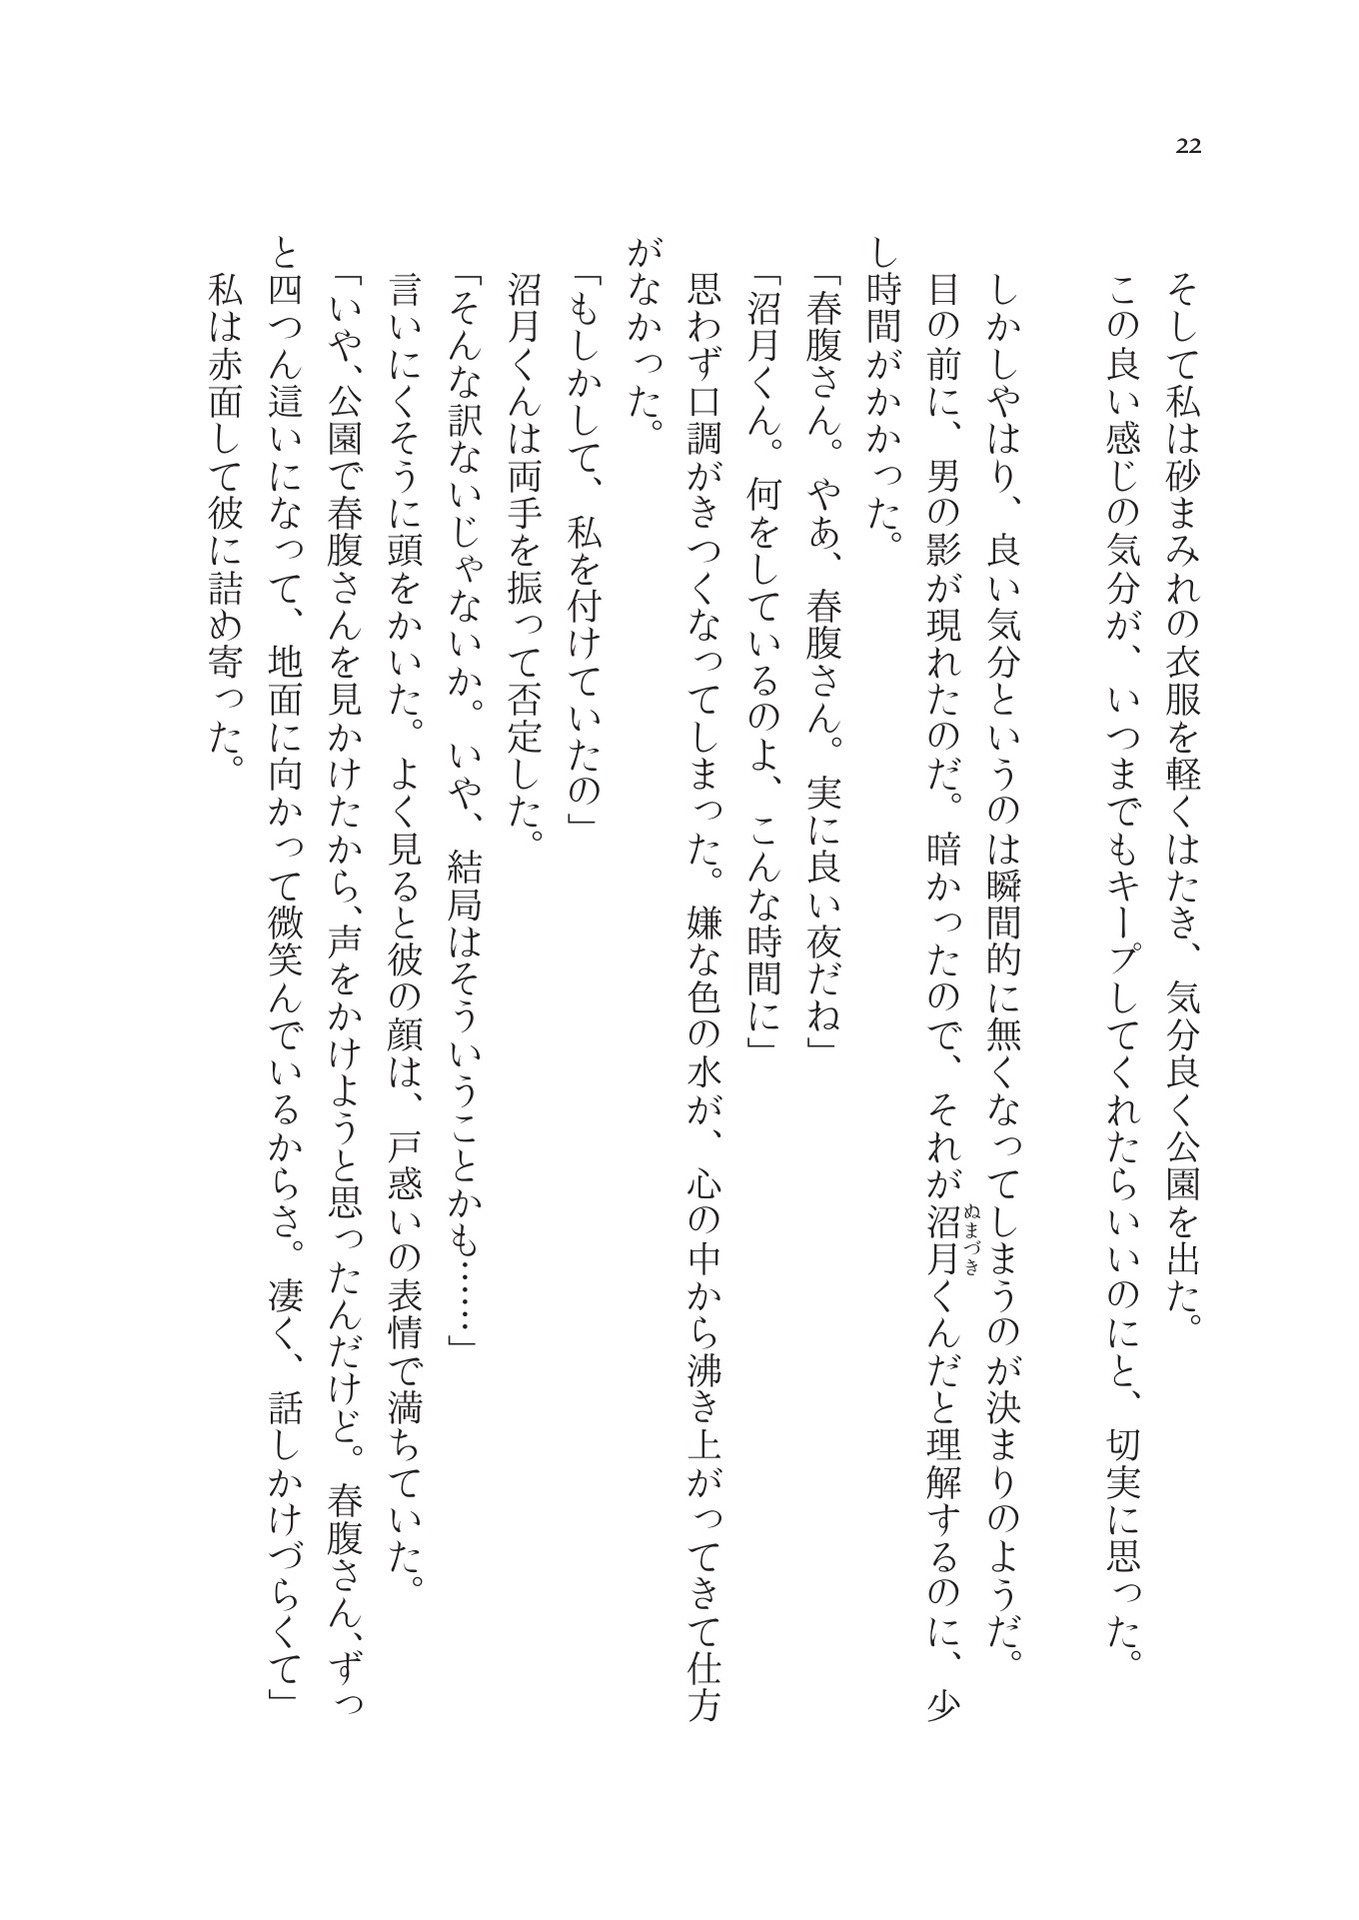 22
そして私は砂まみれの衣服を軽くはたき、気分良く公園を出た。
この良い感じの気分が、いつまでもキープしてくれたらいいのにと、切実に思った。
しかしやはり、良い気分というのは瞬間的に無くなってしまうのが決まりのようだ。
目の前に、男の影が現れたのだ。暗かったので、それが沼月くんだと理解するのに、少
ぬまづき
し時間がかかった。
「春腹さん。やあ、春腹さん。実に良い夜だね」
「沼月くん。何をしているのよ、こんな時間に」
思わず口調がきつくなってしまった。嫌な色の水が、心の中から沸き上がってきて仕方
がなかった。
「もしかして、私を付けていたの」
沼月くんは両手を振って否定した。
「そんな訳ないじゃないか。いや、結局はそういうことかも……」
言いにくそうに頭をかいた。よく見ると彼の顔は、戸惑いの表情で満ちていた。
「いや、公園で春腹さんを見かけたから、声をかけようと思ったんだけど。春腹さん、ずっ
と四つん這いになって、地面に向かって微笑んでいるからさ。凄く、話しかけづらくて」
私は赤面して彼に詰め寄った。